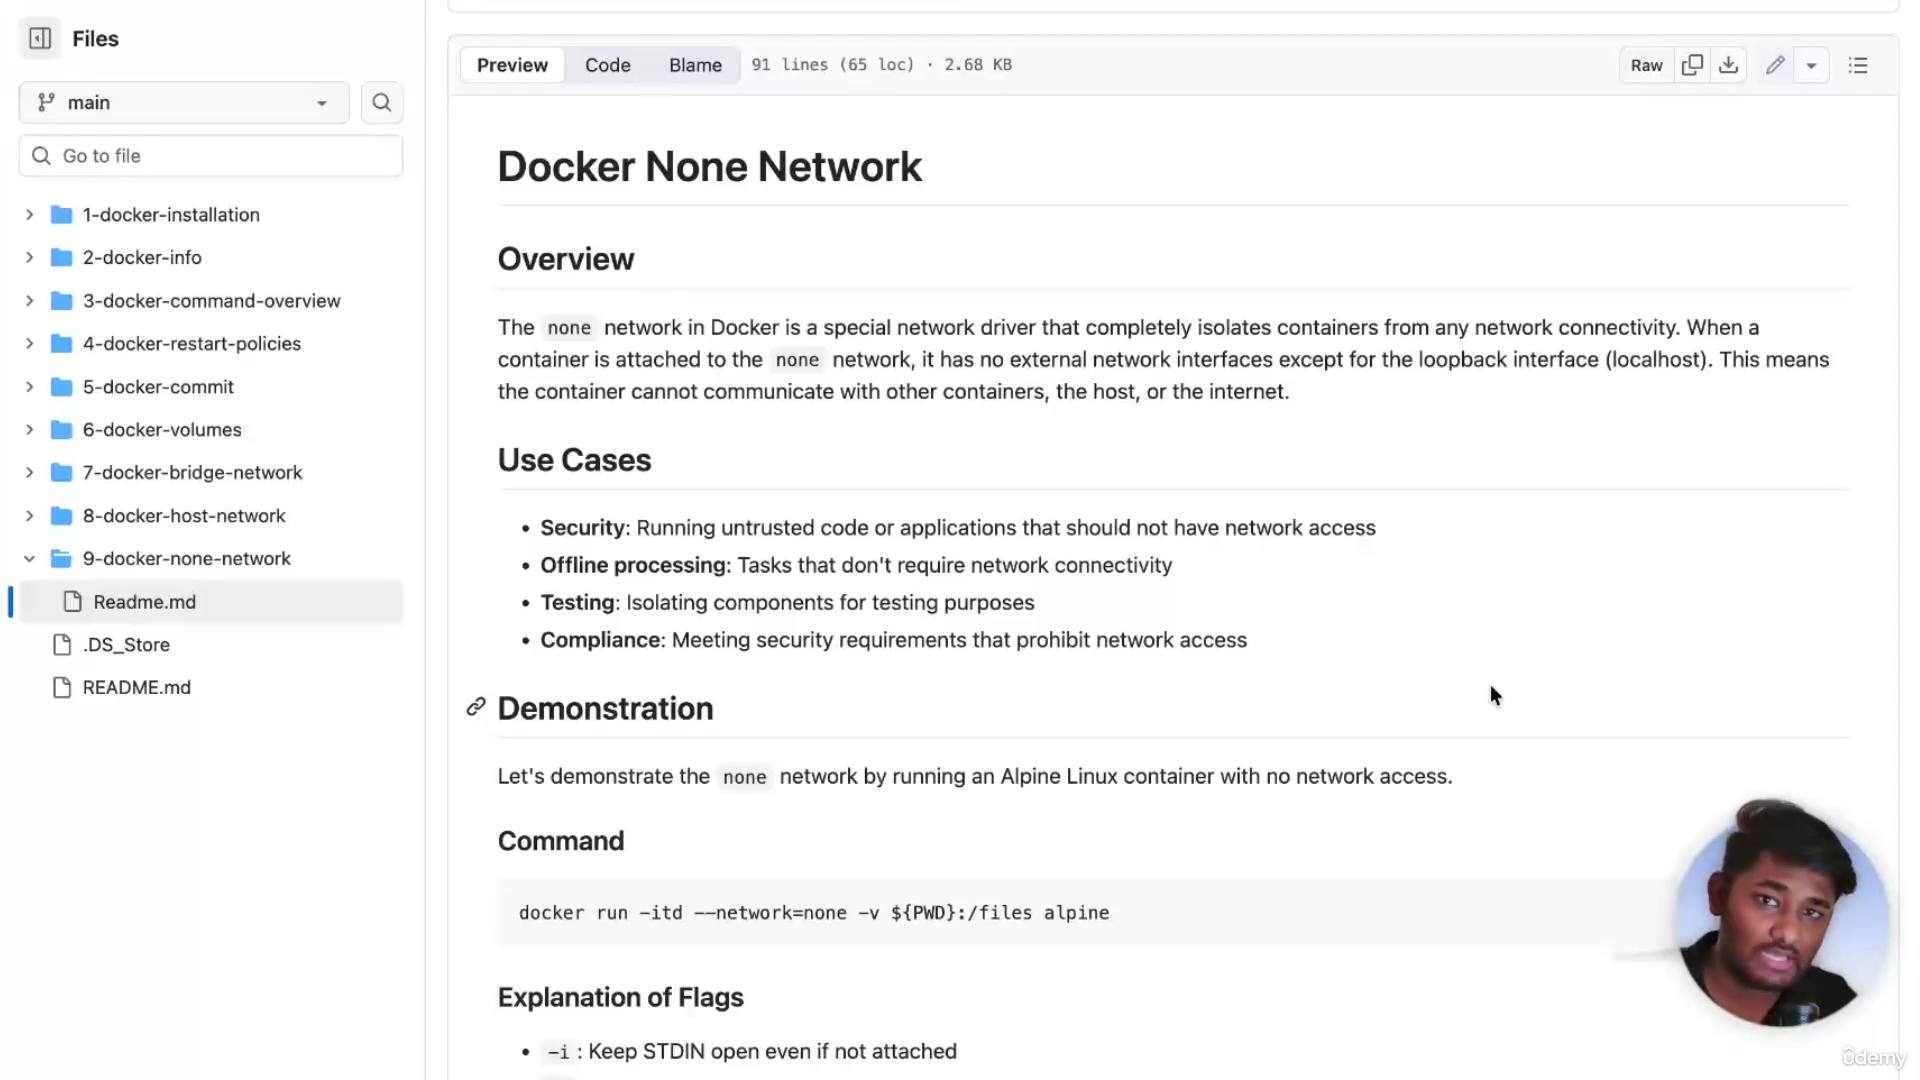 Files
main
Go to file
1-docker-installation
2-docker-info
3-docker-command-overview
4-docker-restart-policies
5-docker-commit
6-docker-volumes
7-docker-bridge-network
8-docker-host-network
9-docker-none-network
Readme.md
.DS_Store
README.md
Preview Code Blame 91 lines (65 loc) · 2.68 KB Raw
Docker None Network
Overview
The none network in Docker is a special network driver that completely isolates containers from any network connectivity. When a
container is attached to the none network, it has no external network interfaces except for the loopback interface (localhost). This means
the container cannot communicate with other containers, the host, or the internet.
Use Cases
• Security: Running untrusted code or applications that should not have network access
• Offline processing: Tasks that don't require network connectivity
• Testing: Isolating components for testing purposes
• Compliance: Meeting security requirements that prohibit network access
Demonstration
Let's demonstrate the none network by running an Alpine Linux container with no network access.
Command
docker run -itd --network=none -v ${PWD}:/files alpine
Explanation of Flags
• -i : Keep STDIN open even if not attached
ûdemy